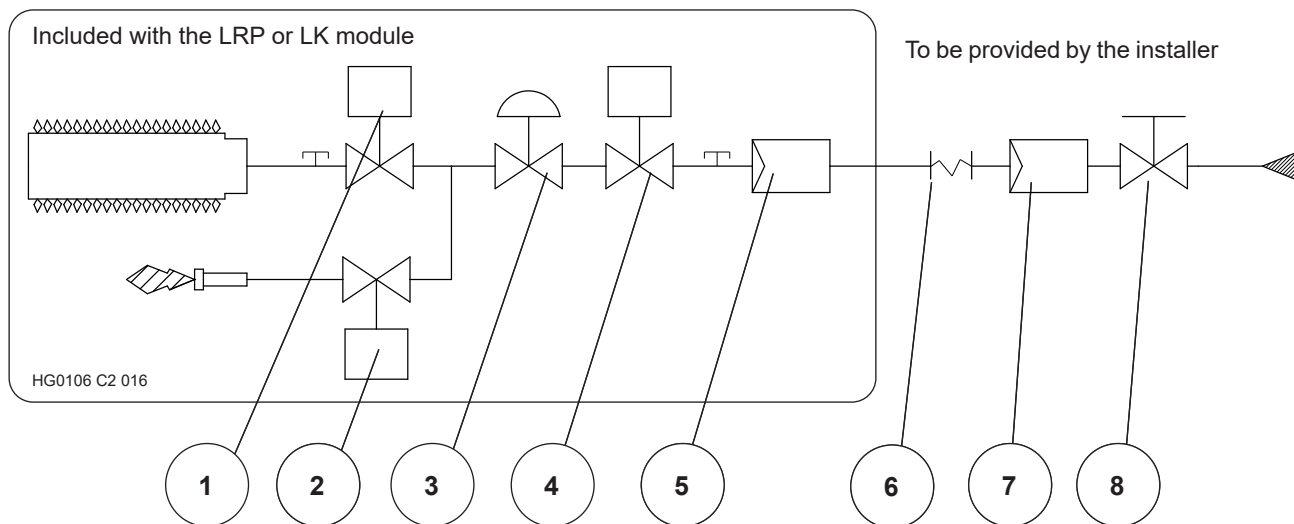 Included with the LRP or LK module
To be provided by the installer
HG0106 C2 016
1 2 3 4 5 6 7 8